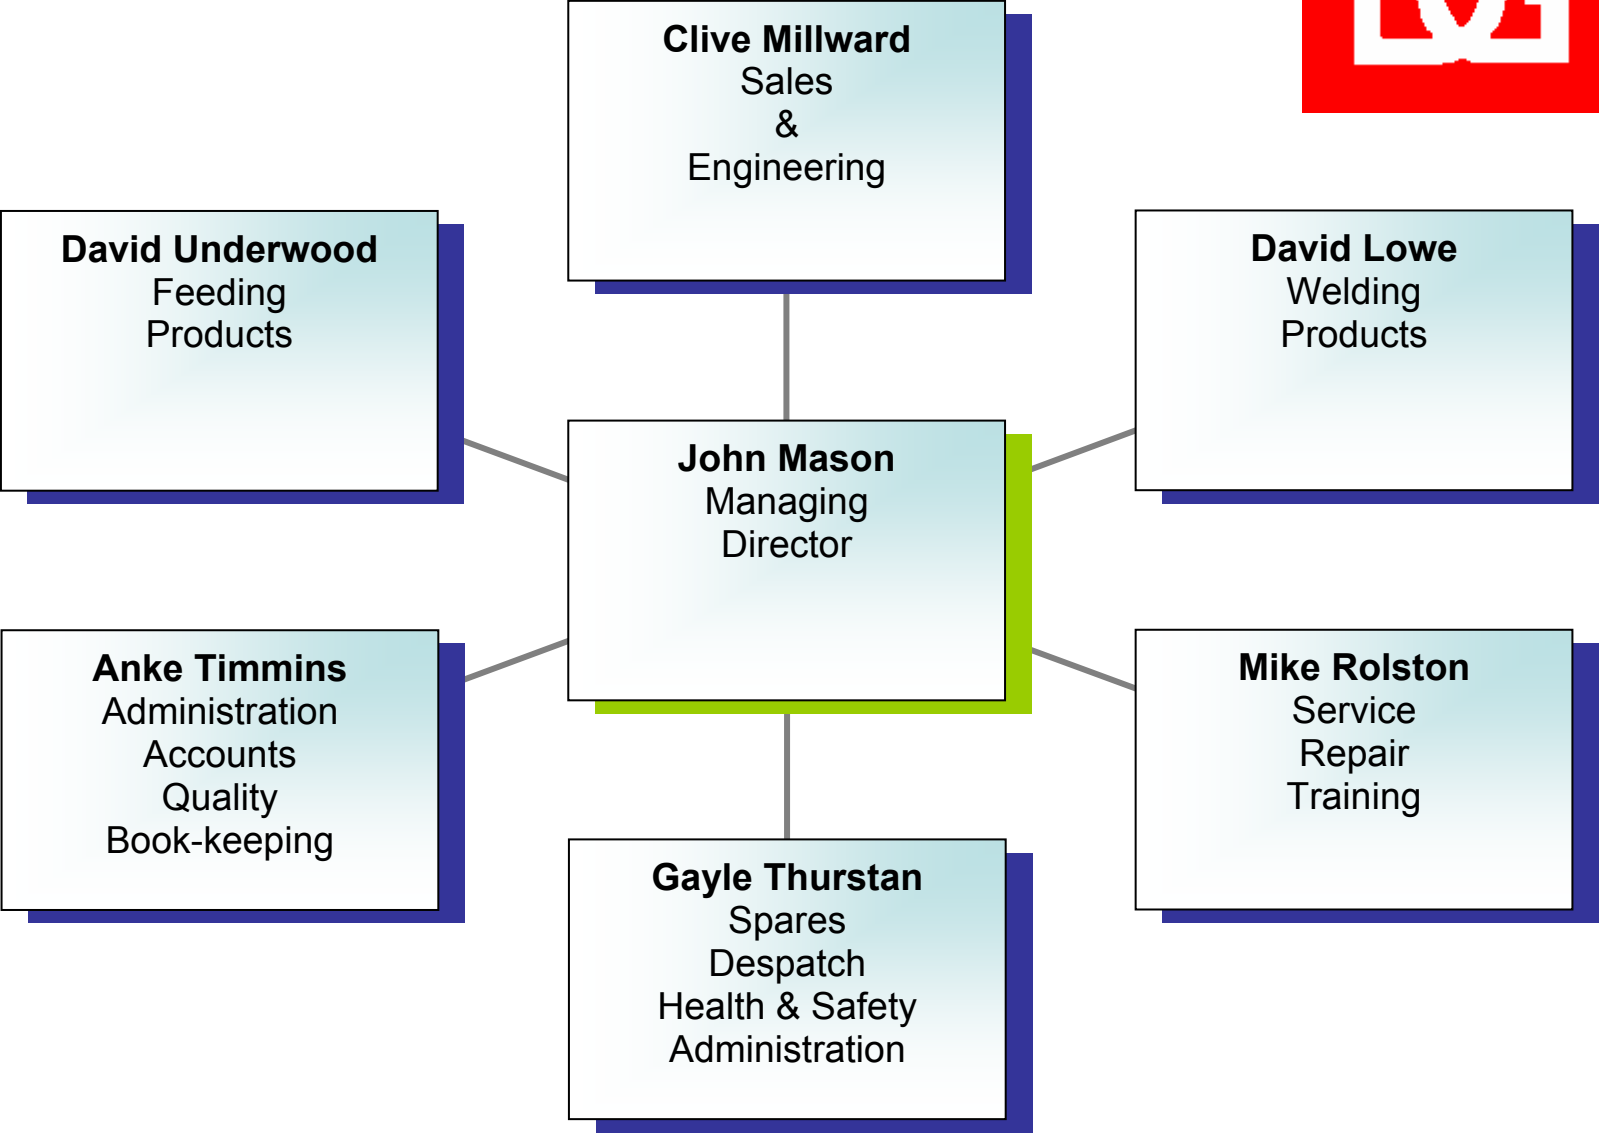 Clive Millward
Sales
&
Engineering
David Underwood
Feeding
Products
David Lowe
Welding
Products
John Mason
Managing
Director
Anke Timmins
Administration
Accounts
Quality
Book-keeping
Mike Rolston
Service
Repair
Training
Gayle Thurstan
Spares
Despatch
Health & Safety
Administration